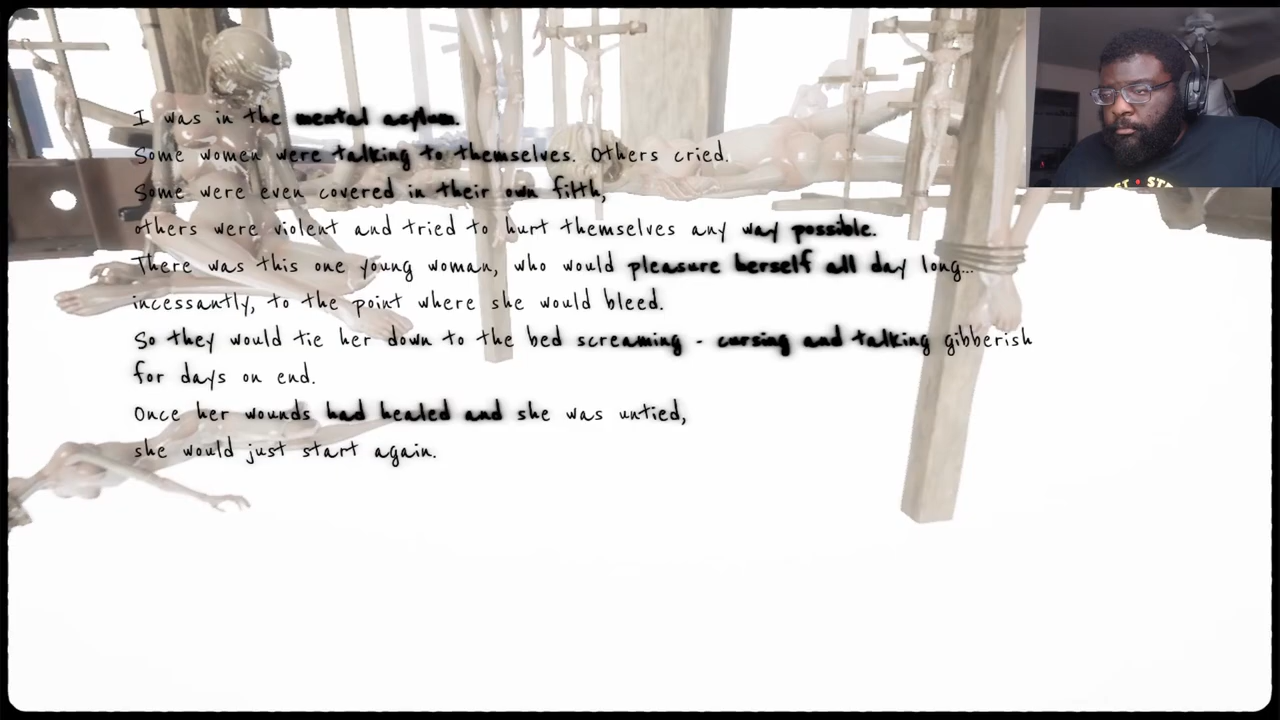 I was in the mental asylum.
Some women were talking to themselves. Others cried.
Some were even covered in their own filth,
others were violent and tried to hurt themselves any way possible.
There was this one young woman, who would pleasure herself all day long...
incessantly, to the point where she would bleed.
So they would tie her down to the bed screaming - cursing and talking gibberish
for days on end.
Once her wounds had healed and she was untied,
she would just start again.